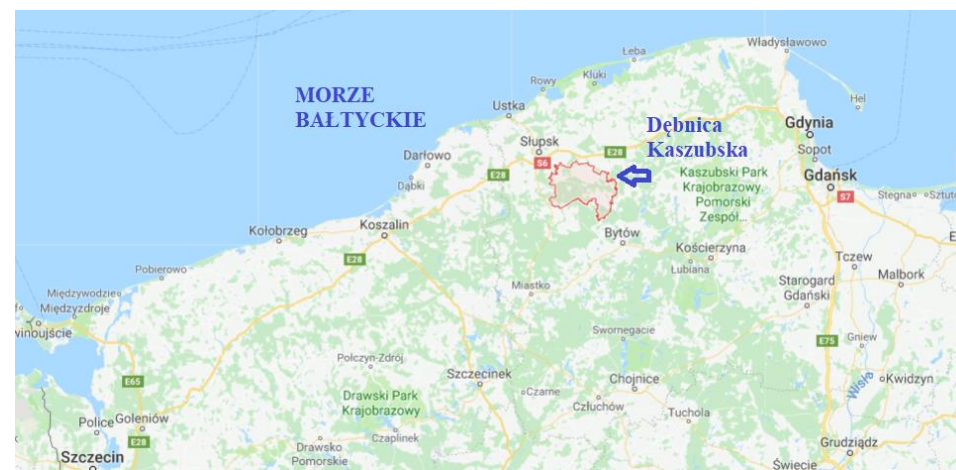 Władysławowo
Łeba
Rowy
Kluki
MORZE
BAŁTYCKIE
Ustka
Hel
Dębnica
Kaszubska
Gdynia
Słupsk
E28
Sopot
Darłowo
S6
E28
Kaszubski Park
Krajobrazowy.
Pomorski
Zespół...
Gdańsk
S7
Dąbki
Stegna
Sztuto
Kołobrzeg
Koszalin
Bytów
E
Kościerzyna
E28
Tczew
Lubiana
Pobierowo
Malbork
Miastko
Starogard
Gdański
Międzywodzie
Międzyzdroje
winoujście
Swornegacie
E75
Gniew
Połczyn-Zdrój
Szczecinek
Chojnice
Wisła
Kwidzyn
E65
Drawski Park
Krajobrazowy
Czarne
Człuchów
Tuchola
Police
Goleniów
E28
Czaplinek
Drawsko
Pomorskie
Grudziądz
Szczecin
Świecie